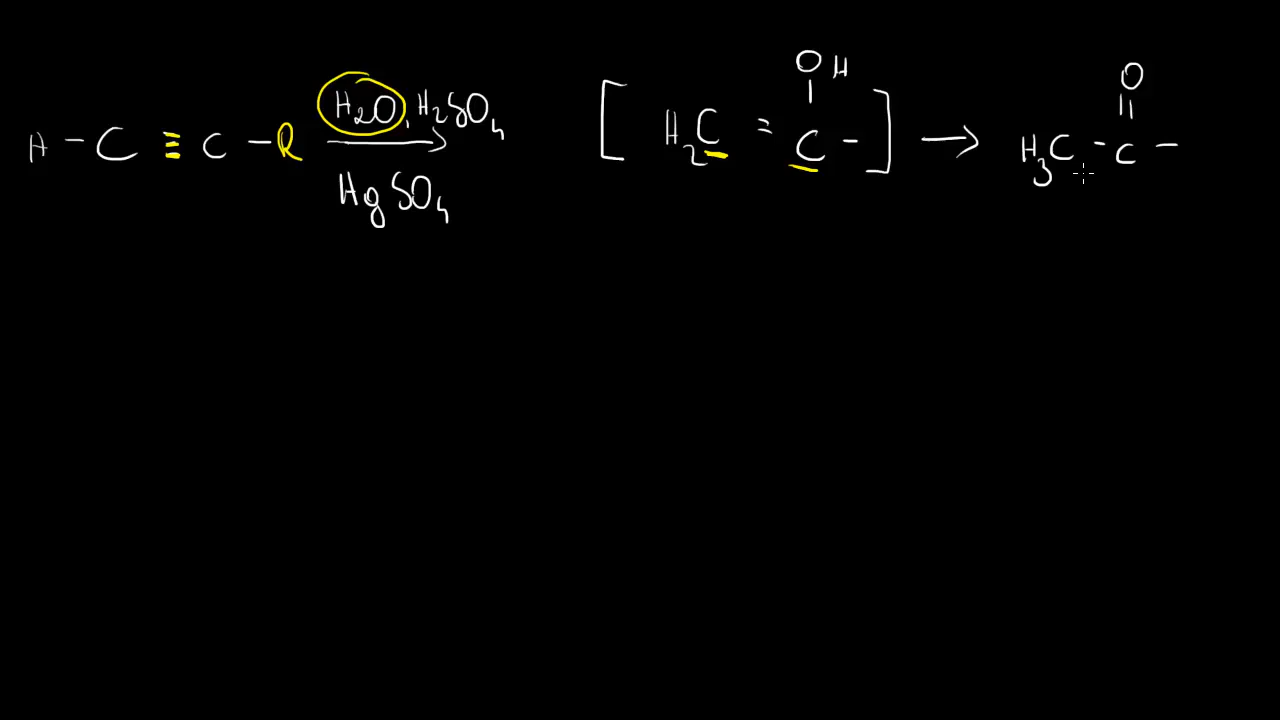 H - C ≡ C - R H2O, H2SO4 → [ H2C = C - ] → H3C - C -
HgSO4
OH
O